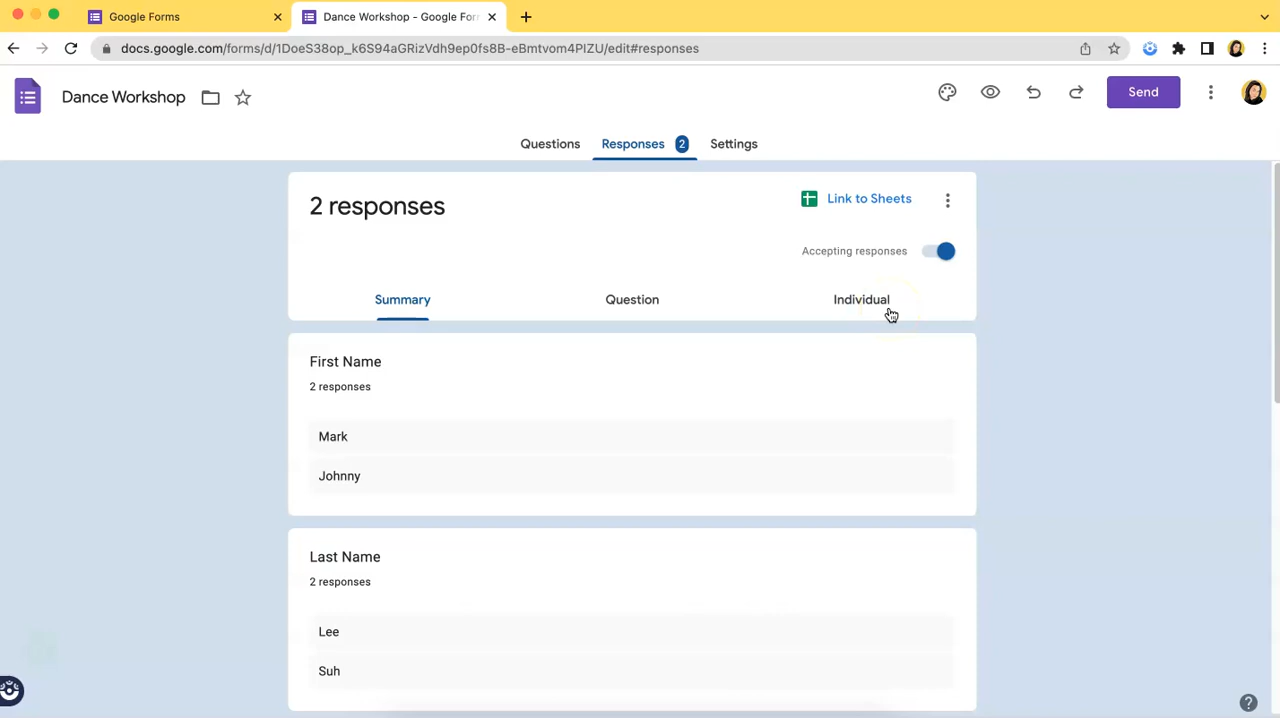 Google Forms
Dance Workshop - Google For
docs.google.com/forms/d/1DoeS38op_k6S94aGRizVdh9ep0fs8B-eBmtvom4PIZU/edit#responses
Dance Workshop
Send
Questions Responses 2 Settings
2 responses
Link to Sheets
Accepting responses
Summary Question Individual
First Name
2 responses
Mark
Johnny
Last Name
2 responses
Lee
Suh